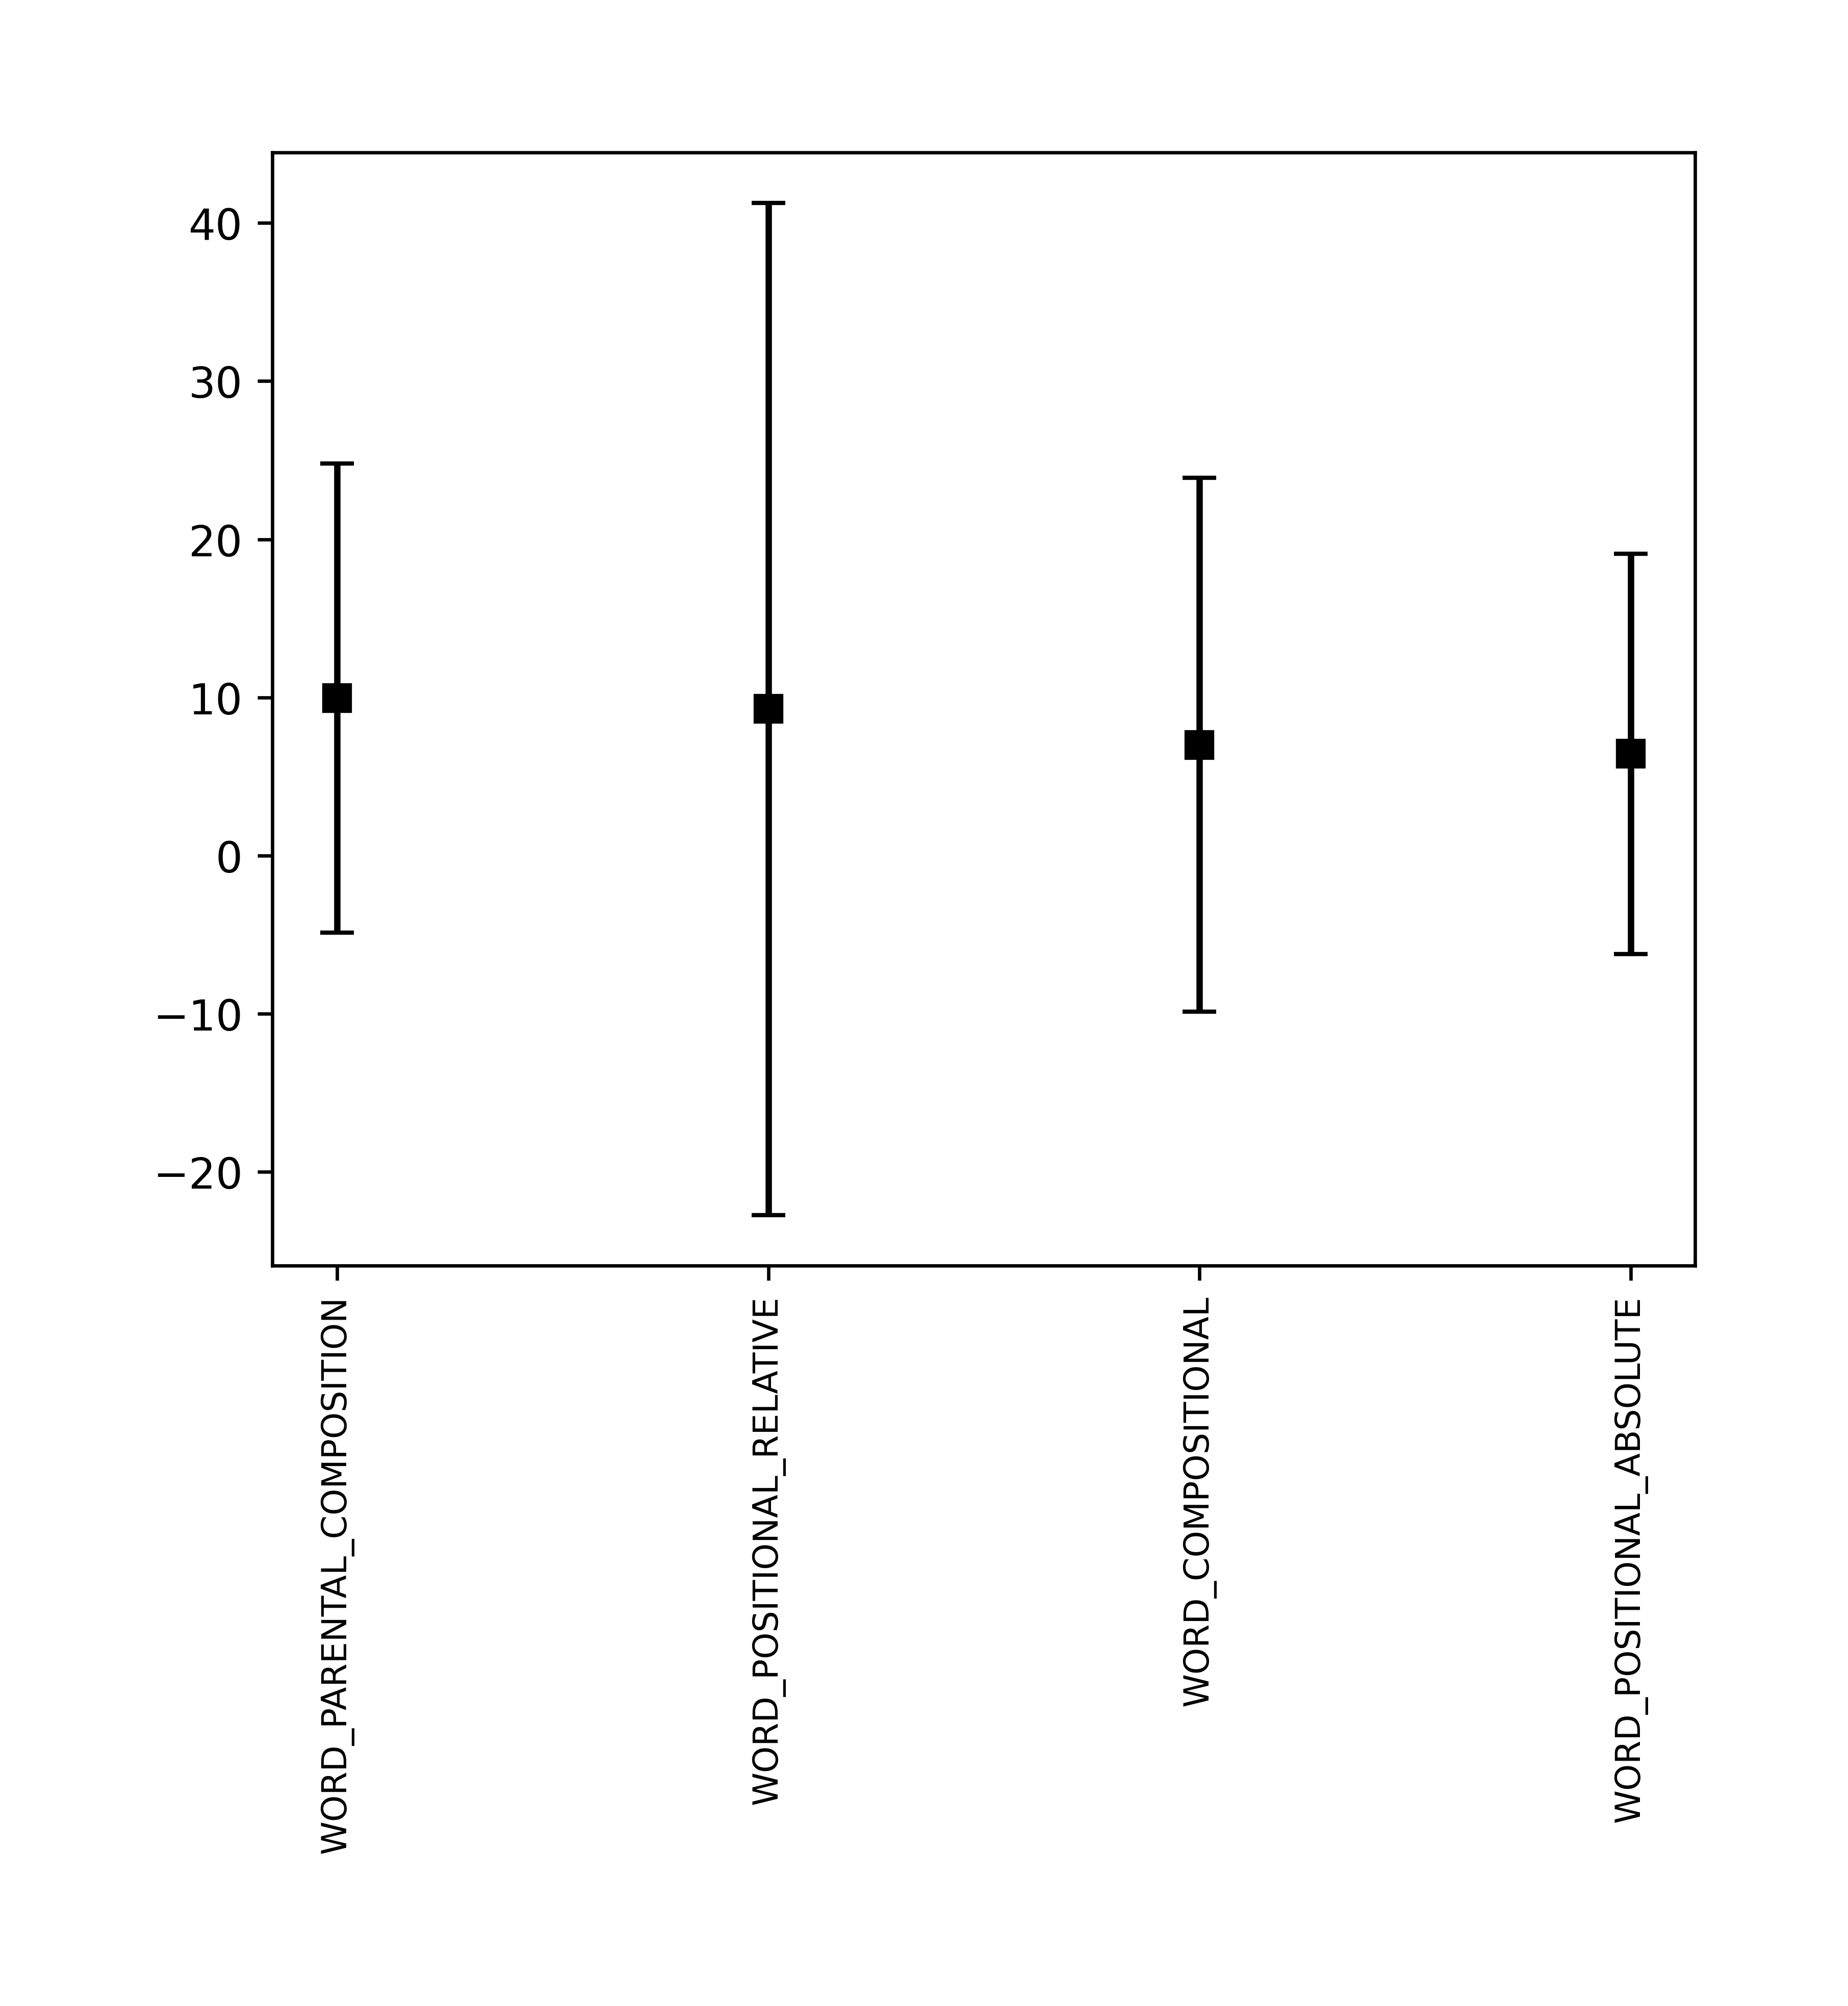 40
30
20
10
0
−10
−20
WORD_PARENTAL_COMPOSITION
WORD_POSITIONAL_RELATIVE
WORD_COMPOSITIONAL
WORD_POSITIONAL_ABSOLUTE